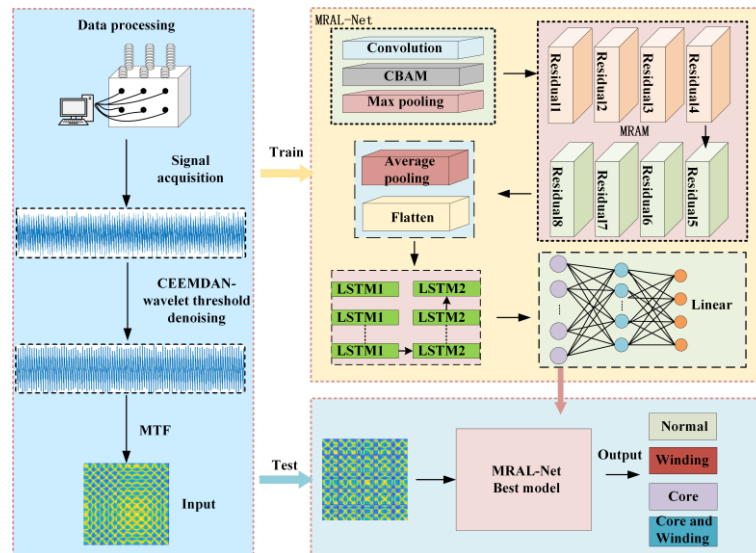 Data processing
Signal
acquisition
CEEMDAN-
wavelet threshold
denoising
MTF
Input
Train
Test
MRAL-Net
Convolution
CBAM
Max pooling
Residual1
Residual2
Residual3
Residual4
MRAM
Residual8
Residual7
Residual6
Residual5
Average
pooling
Flatten
LSTM1
LSTM2
LSTM1
LSTM2
LSTM1
LSTM2
Linear
MRAL-Net
Best model
Output
Normal
Winding
Core
Core and
Winding